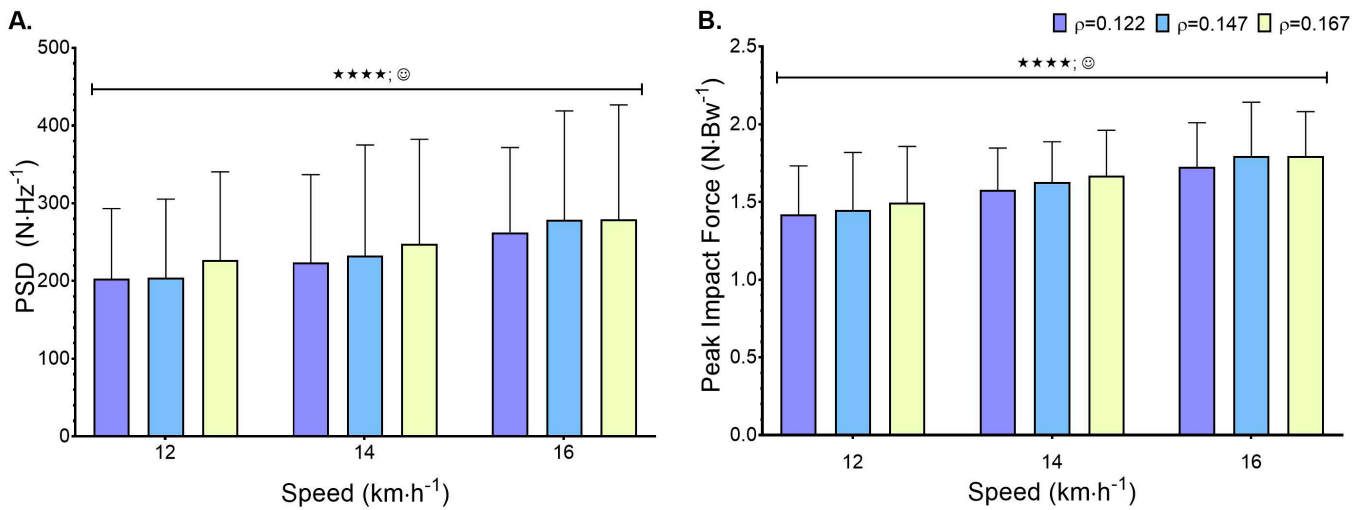 A.
B.
ρ=0.122 ρ=0.147 ρ=0.167
★★★★; ☺
500
400
300
200
100
0
PSD (N·Hz⁻¹)
12 14 16
Speed (km·h⁻¹)
★★★★; ☺
2.5
2.0
1.5
1.0
0.5
0.0
Peak Impact Force (N·Bw⁻¹)
12 14 16
Speed (km·h⁻¹)